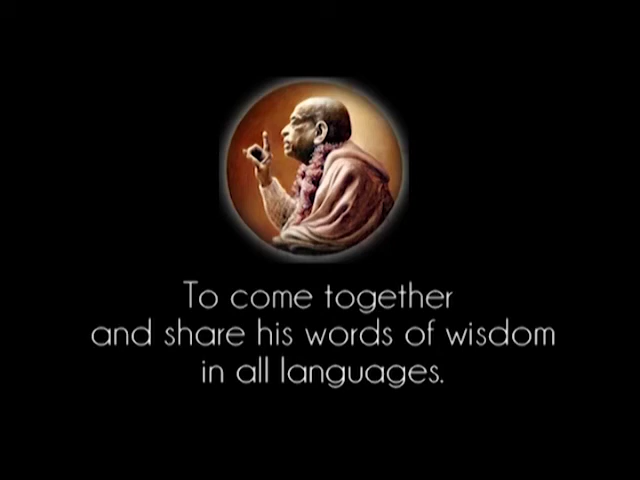 To come together
and share his words of wisdom
in all languages.